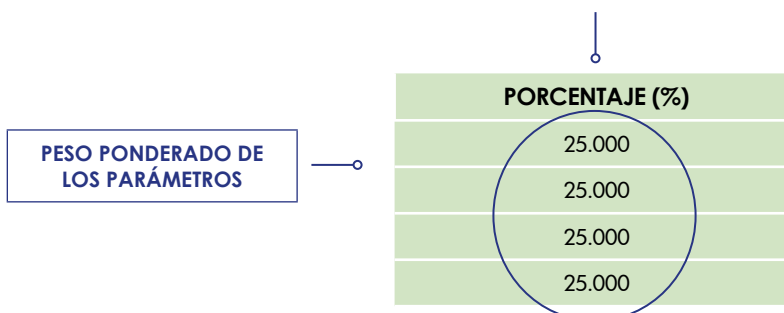 PORCENTAJE (%)
PESO PONDERADO DE
LOS PARÁMETROS
25.000
25.000
25.000
25.000